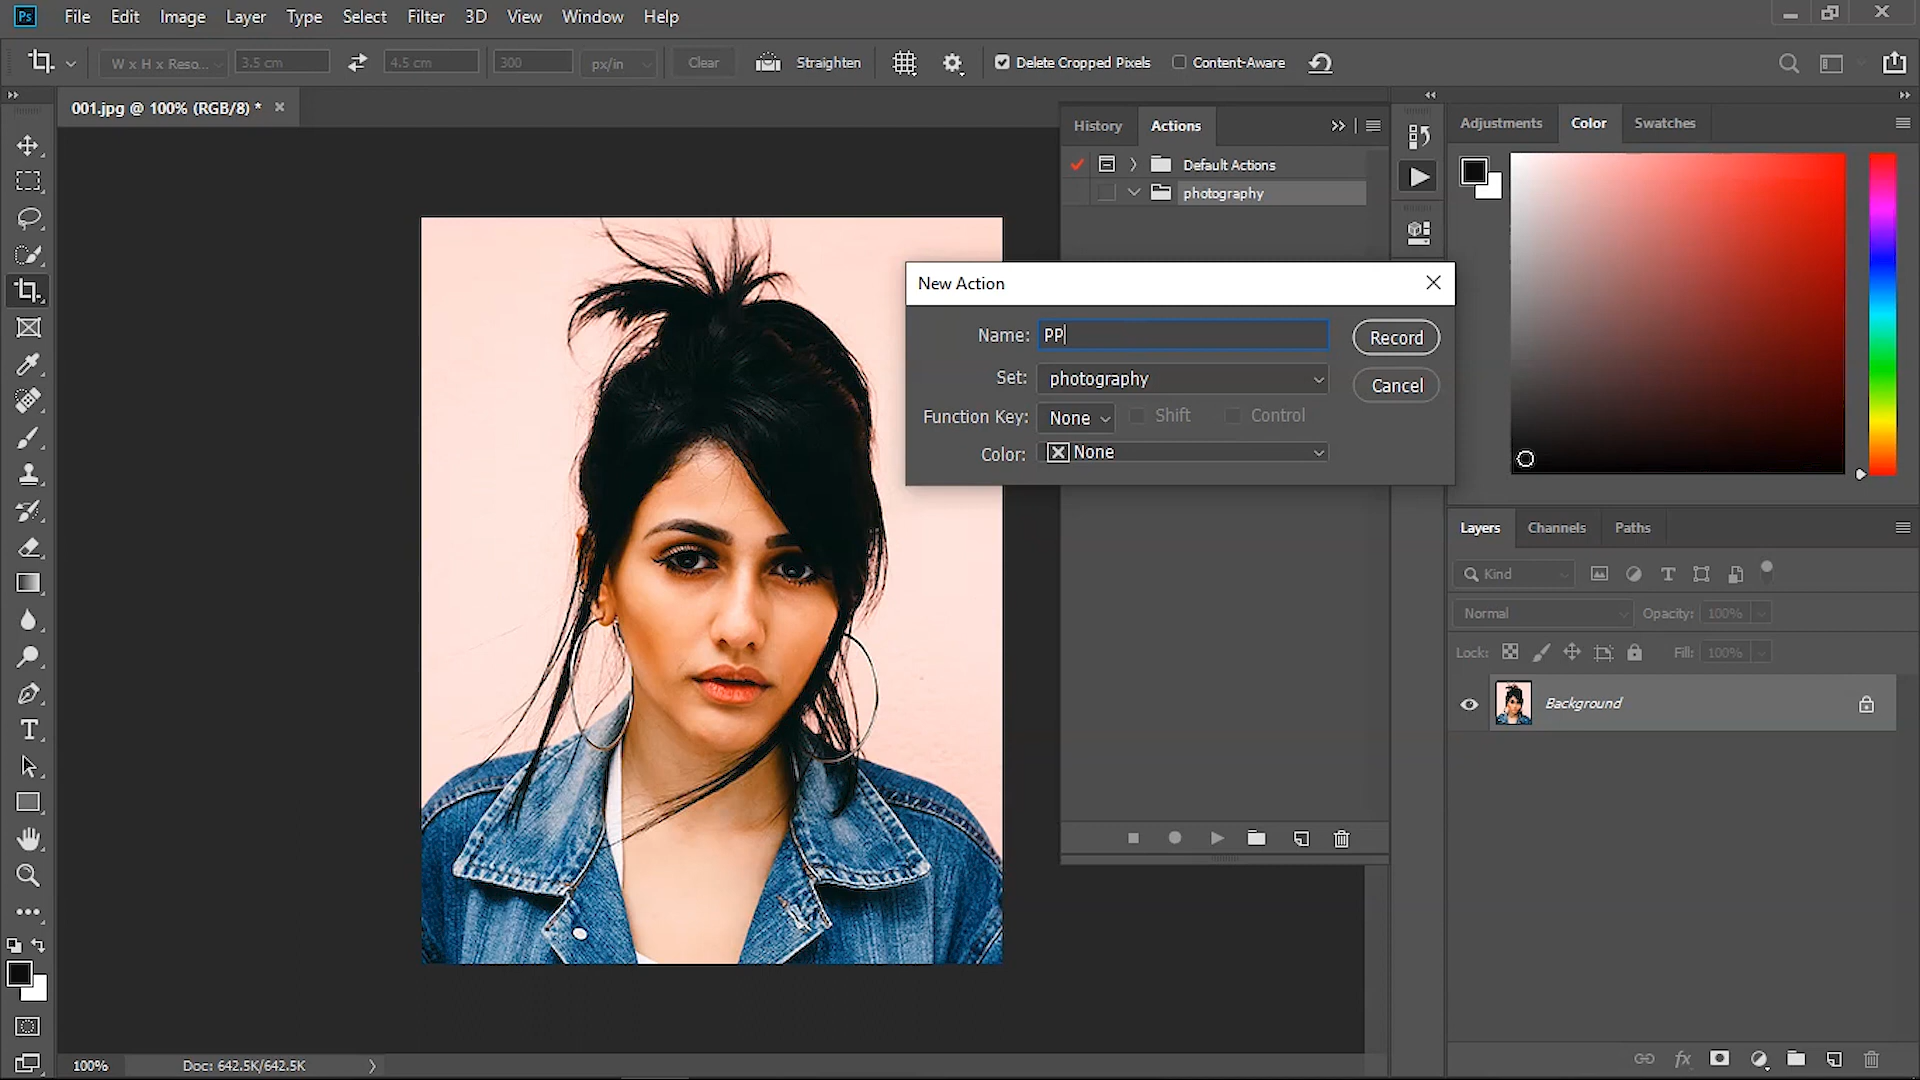 Ps File Edit Image Layer Type Select Filter 3D View Window Help
W x H x Reso... 3.5 cm 4.5 cm 300 px/in Clear Straighten Delete Cropped Pixels Content-Aware
001.jpg @ 100% (RGB/8) *
History Actions
Default Actions
photography
Adjustments Color Swatches
New Action
Name: PP
Record
Set: photography
Cancel
Function Key: None Shift Control
Color: None
Layers Channels Paths
Kind
Normal Opacity: 100%
Lock: Fill: 100%
Background
fx
100% Doc: 642.5K/642.5K